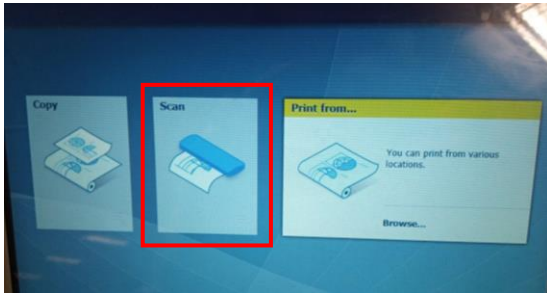 Copy
Scan
Print from...
You can print from various
locations.
Browse...